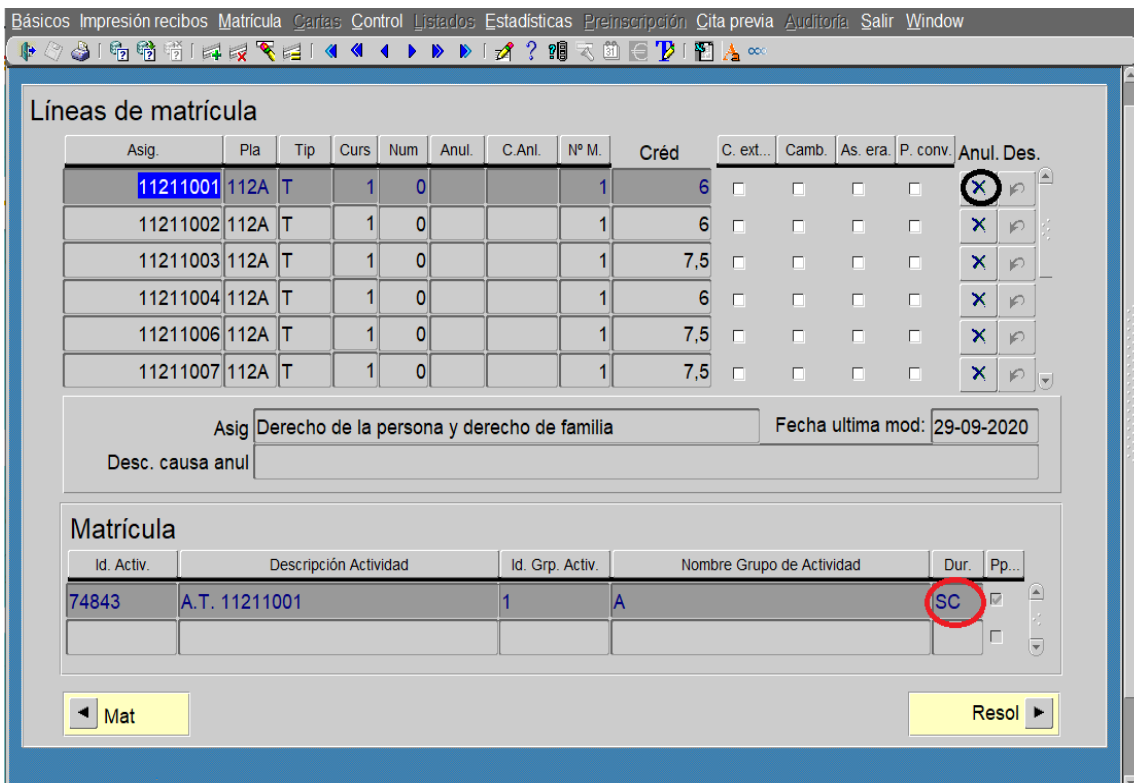 Básicos Impresión recibos Matrícula Cartas Control Listados Estadísticas Preinscripción Cita previa Auditoría Salir Window
Líneas de matrícula
Asig. Pla Tip Curs Num Anul. C.Anl. Nº M. Créd C. ext... Camb. As. era. P. conv. Anul. Des.
11211001 112A T 1 0 1 6
11211002 112A T 1 0 1 6
11211003 112A T 1 0 1 7,5
11211004 112A T 1 0 1 6
11211006 112A T 1 0 1 7,5
11211007 112A T 1 0 1 7,5
Asig Derecho de la persona y derecho de familia Fecha ultima mod: 29-09-2020
Desc. causa anul
Matrícula
Id. Activ. Descripción Actividad Id. Grp. Activ. Nombre Grupo de Actividad Dur. Pp...
74843 A.T. 11211001 1 A SC
Mat Resol